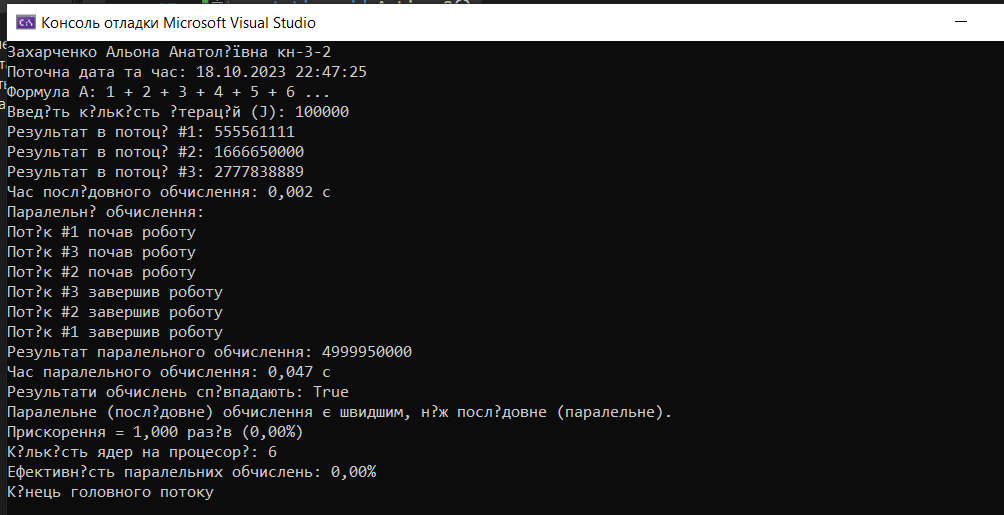 Консоль отладки Microsoft Visual Studio
Захарченко Альона Анатол?ївна кн-3-2
Поточна дата та час: 18.10.2023 22:47:25
Формула A: 1 + 2 + 3 + 4 + 5 + 6 ...
Введ?ть к?льк?сть ?терац?й (J): 100000
Результат в потоц? #1: 555561111
Результат в потоц? #2: 1666650000
Результат в потоц? #3: 2777838889
Час посл?довного обчислення: 0,002 с
Паралельн? обчислення:
Пот?к #1 почав роботу
Пот?к #3 почав роботу
Пот?к #2 почав роботу
Пот?к #3 завершив роботу
Пот?к #2 завершив роботу
Пот?к #1 завершив роботу
Результат паралельного обчислення: 4999950000
Час паралельного обчислення: 0,047 с
Результати обчислень сп?впадають: True
Паралельне (посл?довне) обчислення є швидшим, н?ж посл?довне (паралельне).
Прискорення = 1,000 раз?в (0,00%)
К?льк?сть ядер на процесор?: 6
Ефективн?сть паралельних обчислень: 0,00%
К?нець головного потоку